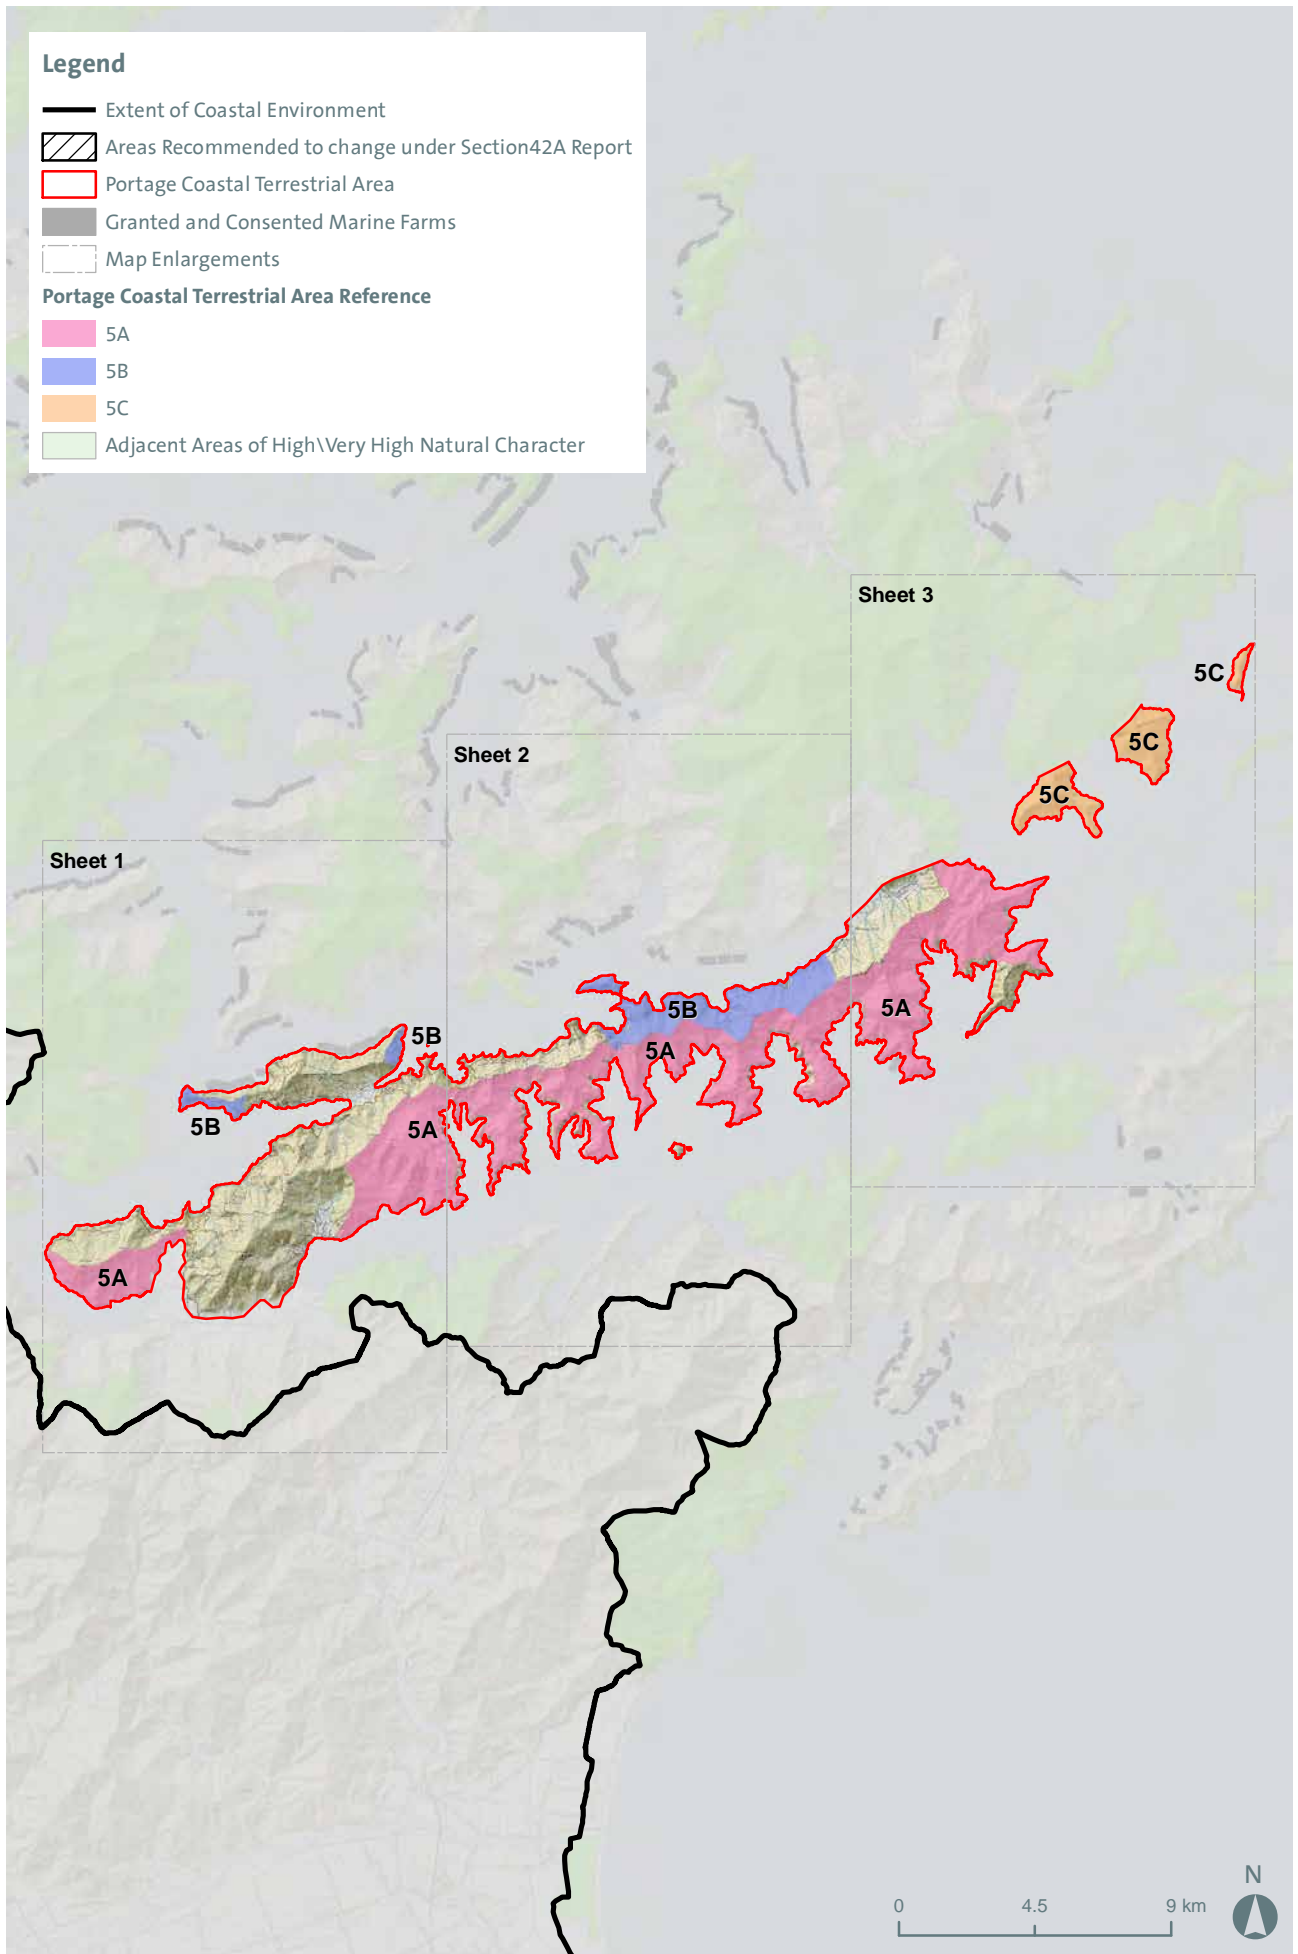 Legend
Extent of Coastal Environment
Areas Recommended to change under Section42A Report
Portage Coastal Terrestrial Area
Granted and Consented Marine Farms
Map Enlargements
Portage Coastal Terrestrial Area Reference
5A
5B
5C
Adjacent Areas of High\Very High Natural Character
Sheet 3
5C
5C
5C
Sheet 2
Sheet 1
5B
5A
5B
5A
5B
5A
5A
N
0 4.5 9 km